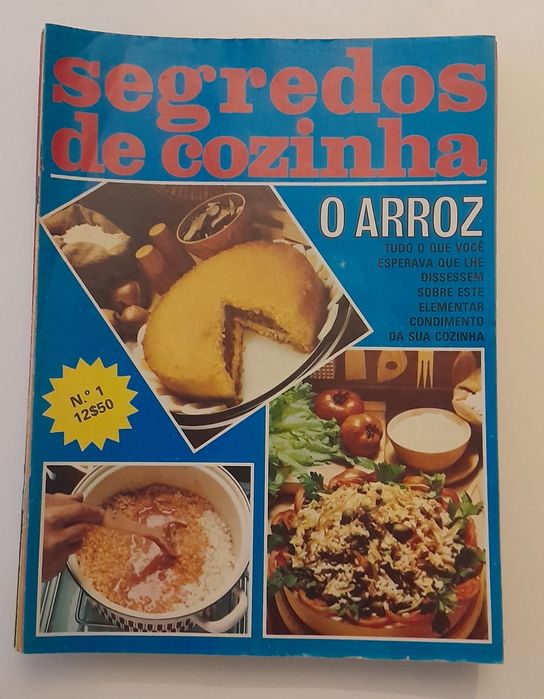 segredos
de cozinha
O ARROZ
TUDO O QUE VOCÊ
ESPERAVA QUE LHE
DISSESSEM
SOBRE ESTE
ELEMENTAR
CONDIMENTO
DA SUA COZINHA
N.º 1
12$50